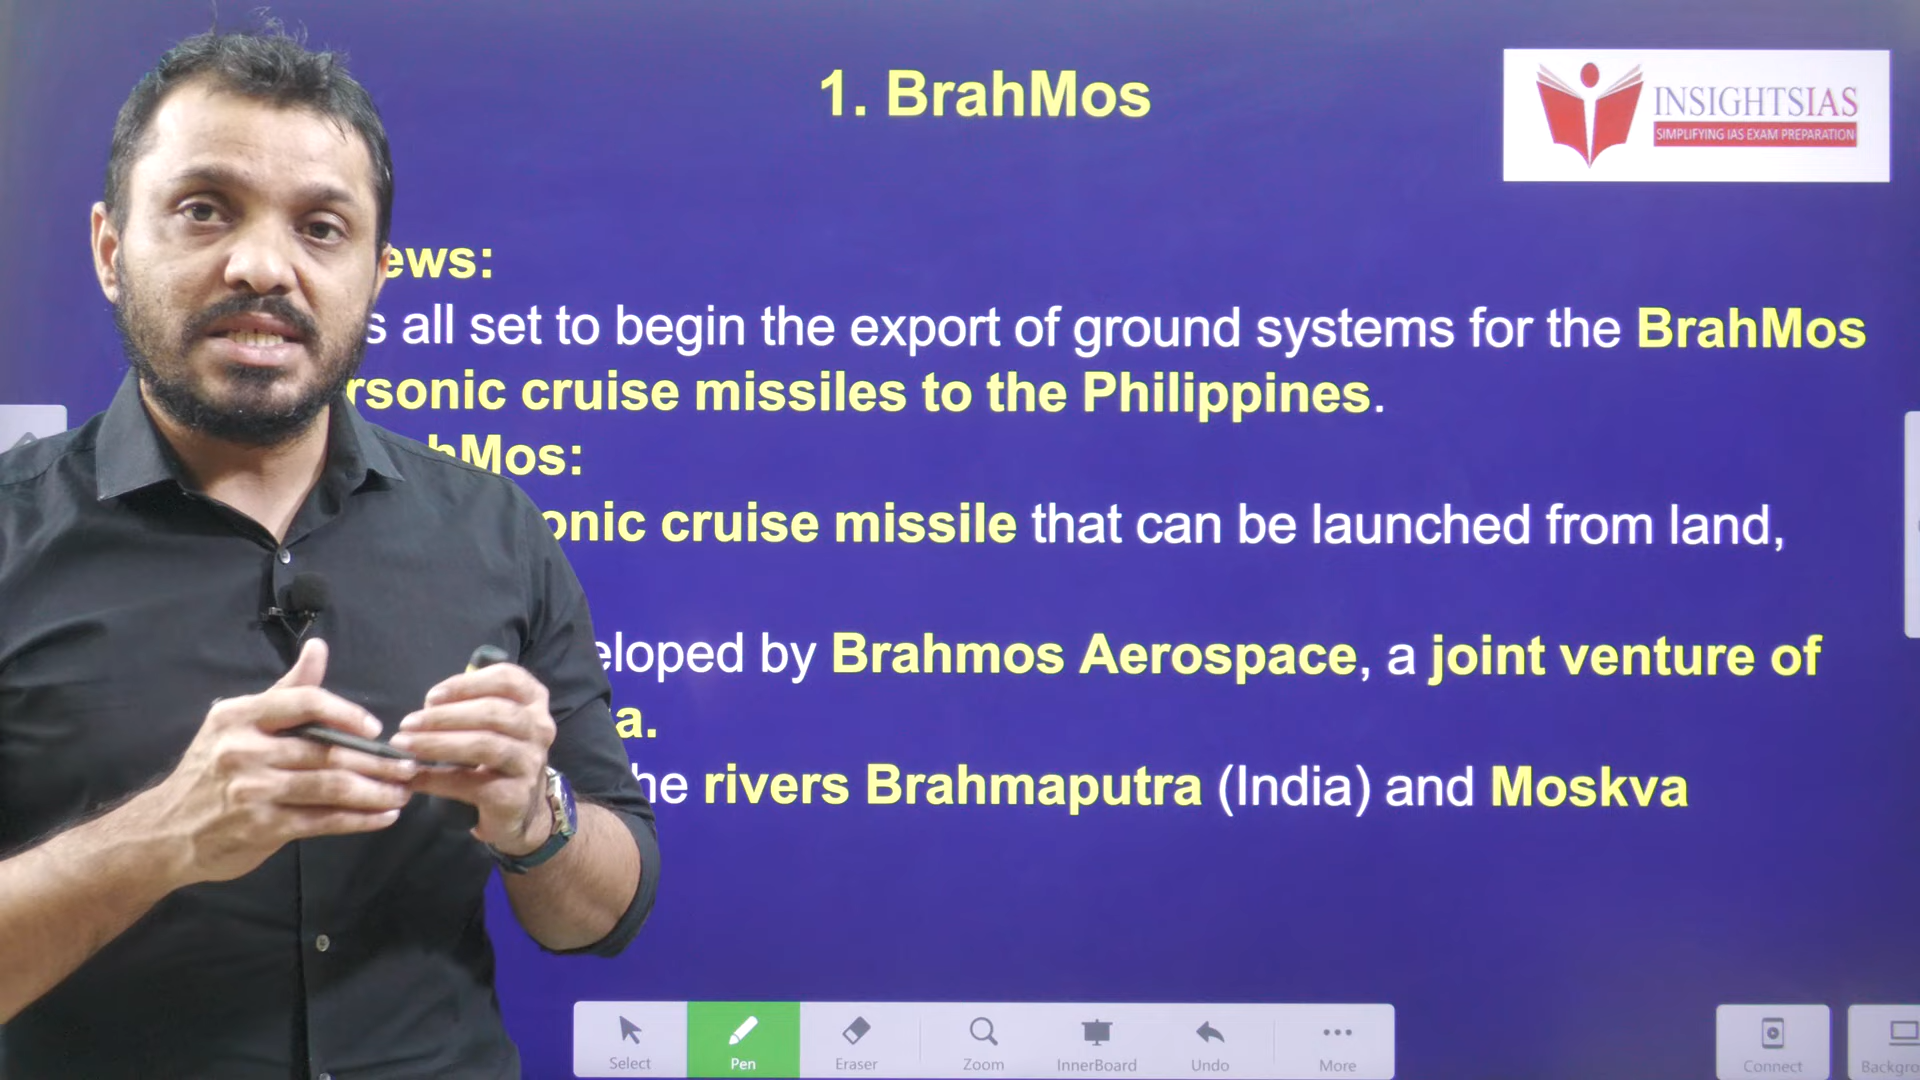 1. BrahMos
INSIGHTSIAS
SIMPLIFYING IAS EXAM PREPARATION
ews:
s all set to begin the export of ground systems for the BrahMos
rsonic cruise missiles to the Philippines.
hMos:
onic cruise missile that can be launched from land,
eloped by Brahmos Aerospace, a joint venture of
a.
he rivers Brahmaputra (India) and Moskva
Select
Pen
Eraser
Zoom
InnerBoard
Undo
More
Connect
Backgro